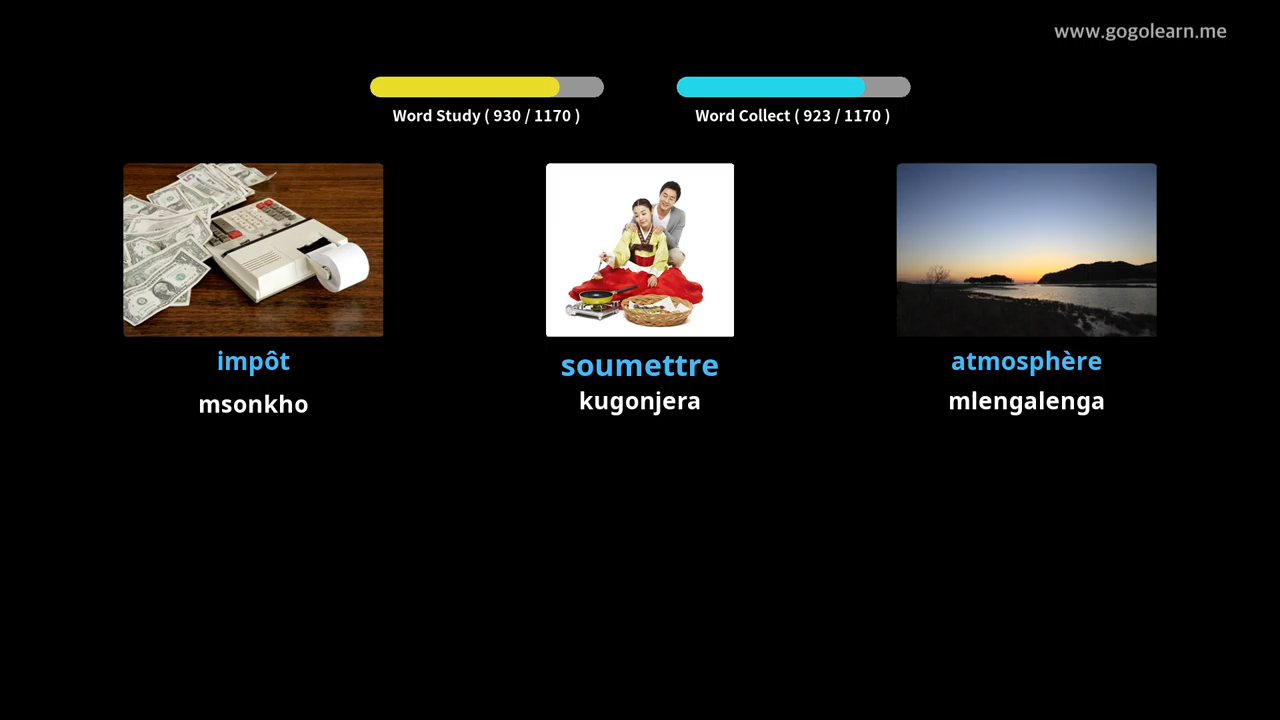 www.gogolearn.me
Word Study ( 930 / 1170 )
Word Collect ( 923 / 1170 )
impôt
msonkho
soumettre
kugonjera
atmosphère
mlengalenga